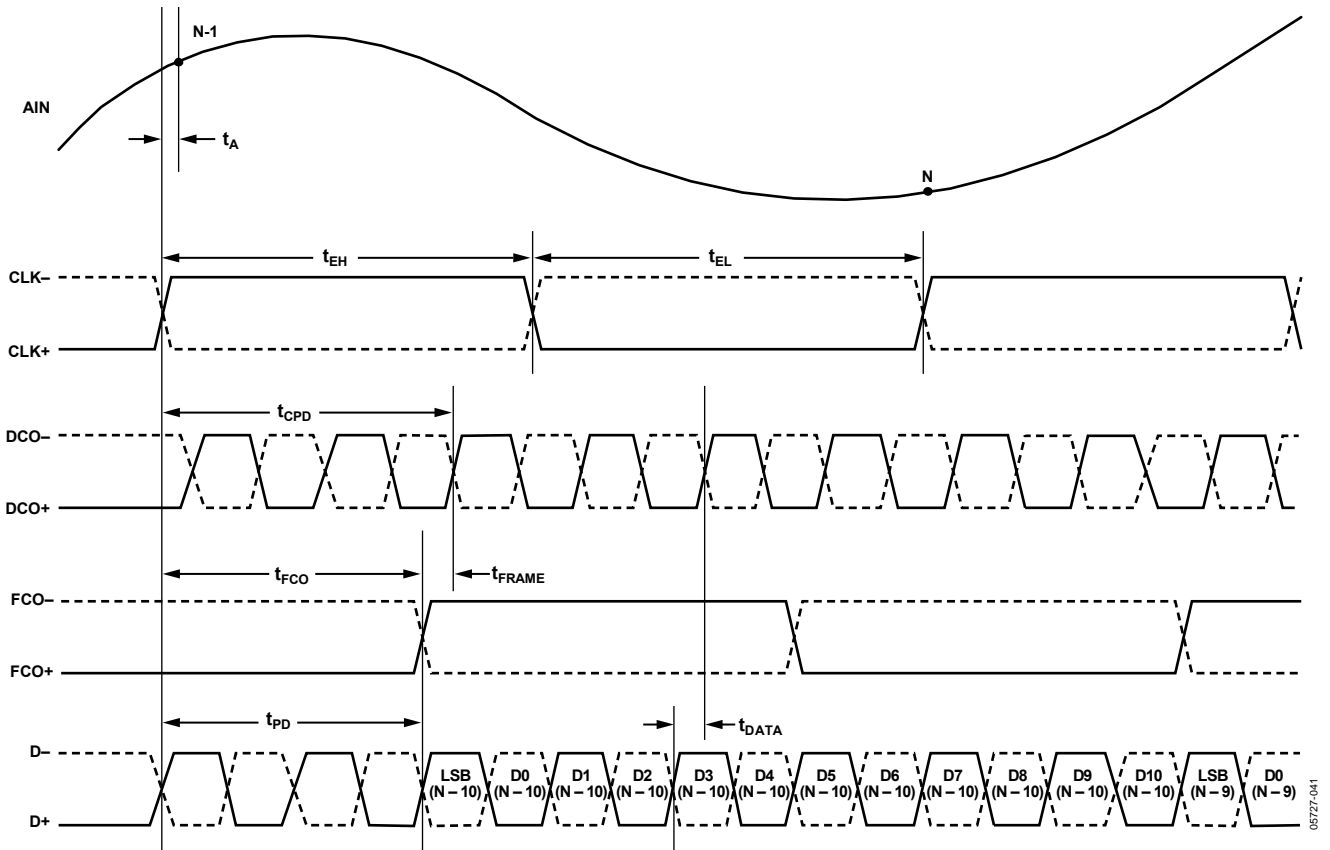 N-1
AIN
tA
N
tEH
tEL
CLK–
CLK+
tCPD
DCO–
DCO+
tFCO
tFRAME
FCO–
FCO+
tPD
tDATA
D–
D+
LSB (N – 10)
D0 (N – 10)
D1 (N – 10)
D2 (N – 10)
D3 (N – 10)
D4 (N – 10)
D5 (N – 10)
D6 (N – 10)
D7 (N – 10)
D8 (N – 10)
D9 (N – 10)
D10 (N – 10)
LSB (N – 9)
D0 (N – 9)
05727-041